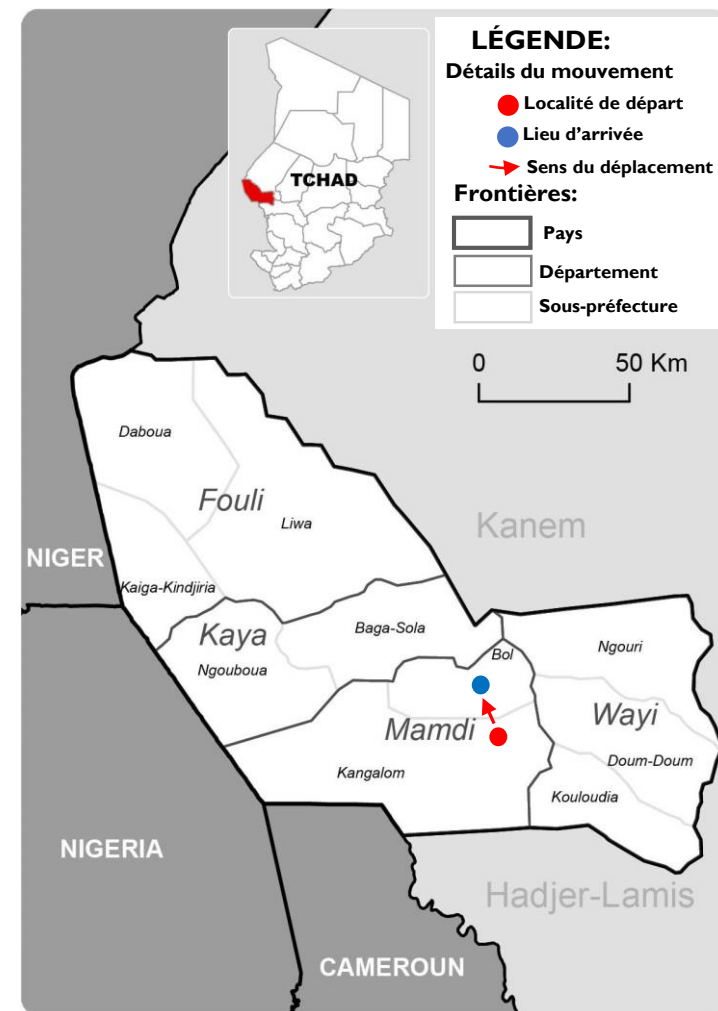 LÉGENDE:
Détails du mouvement
Localité de départ
Lieu d’arrivée
Sens du déplacement
Frontières:
Pays
Département
Sous-préfecture
TCHAD
0 50 Km
Daboua
Fouli
Liwa
Kanem
NIGER
Kaiga-Kindjiria
Kaya
Baga-Sola
Ngouboua
Bol
Ngouri
Wayi
Mamdi
Doum-Doum
Kangalom
Kouloudia
NIGERIA
Hadjer-Lamis
CAMEROUN